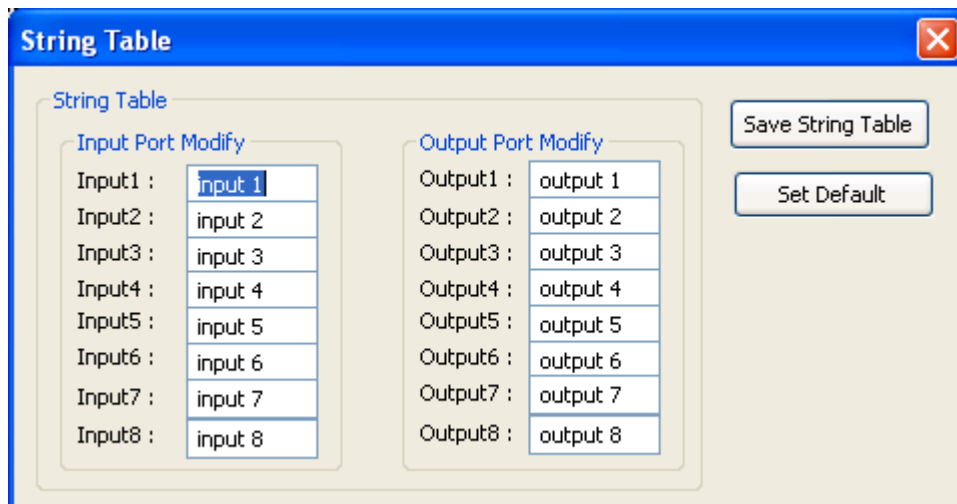 String Table
String Table
Input Port Modify
Input1 : input 1
Input2 : input 2
Input3 : input 3
Input4 : input 4
Input5 : input 5
Input6 : input 6
Input7 : input 7
Input8 : input 8
Output Port Modify
Output1 : output 1
Output2 : output 2
Output3 : output 3
Output4 : output 4
Output5 : output 5
Output6 : output 6
Output7 : output 7
Output8 : output 8
Save String Table
Set Default